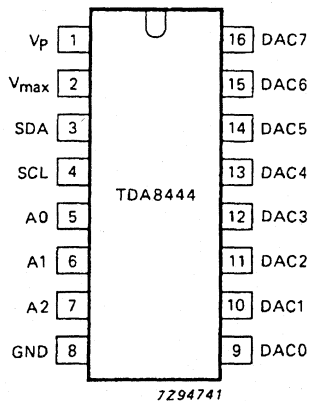 VP 1 16 DAC7
Vmax 2 15 DAC6
SDA 3 14 DAC5
SCL 4 13 DAC4
TDA8444
A0 5 12 DAC3
A1 6 11 DAC2
A2 7 10 DAC1
GND 8 9 DAC0
7Z94741